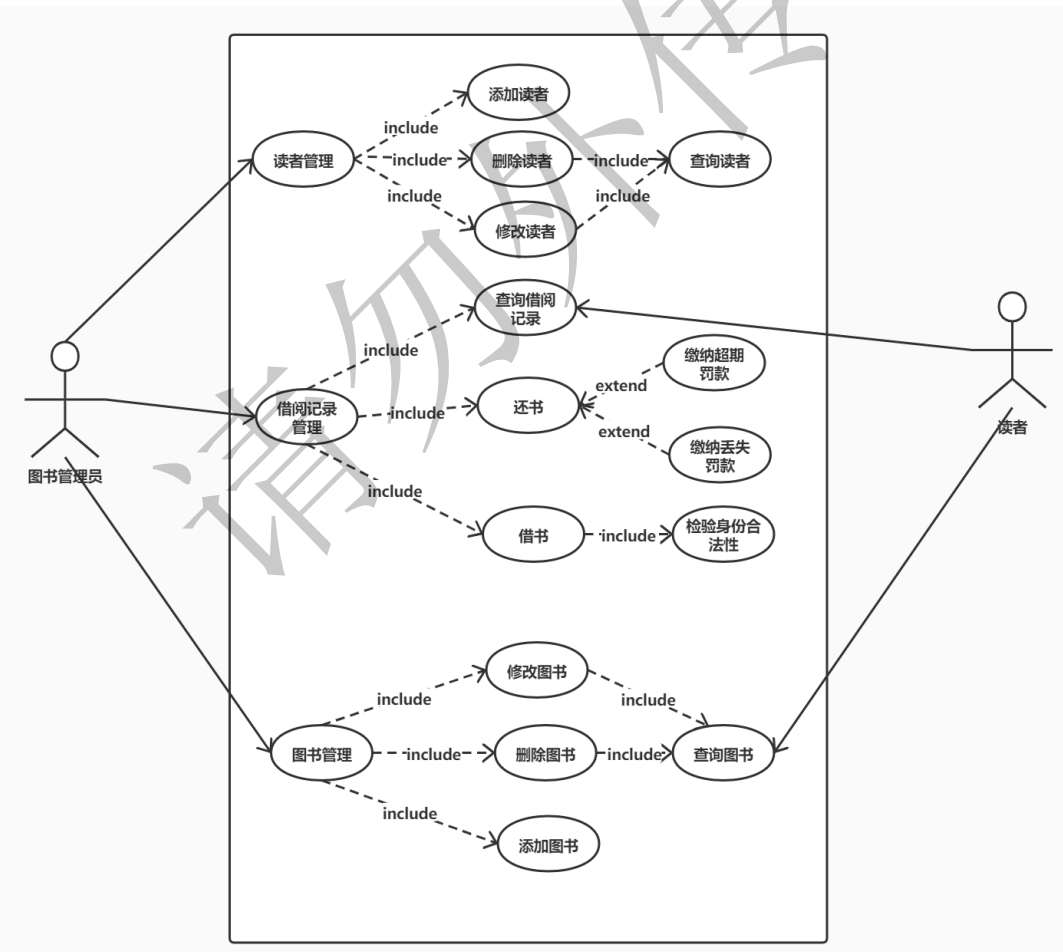 添加读者
include
读者管理
include
删除读者
include
查询读者
include
修改读者
include
查询借阅
记录
include
缴纳超期
罚款
extend
借阅记录
管理
include
还书
extend
缴纳丢失
罚款
图书管理员
读者
include
借书
include
检验身份合
法性
修改图书
include
include
图书管理
include
删除图书
include
查询图书
include
添加图书
请勿外传